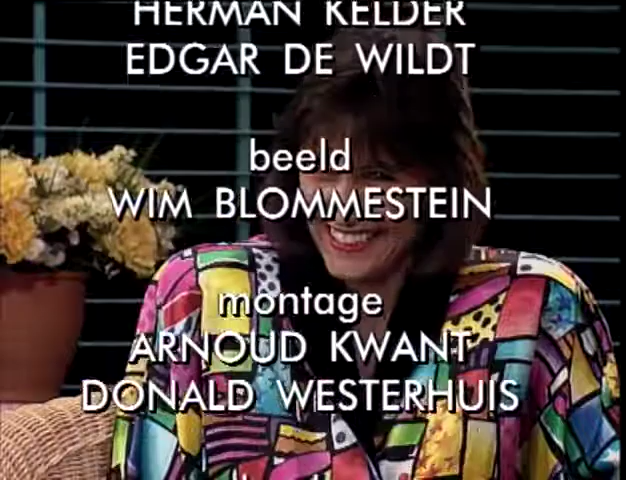 HERMAN KELDER
EDGAR DE WILDT
beeld
WIM BLOMMESTEIN
montage
ARNOUD KWANT
DONALD WESTERHUIS